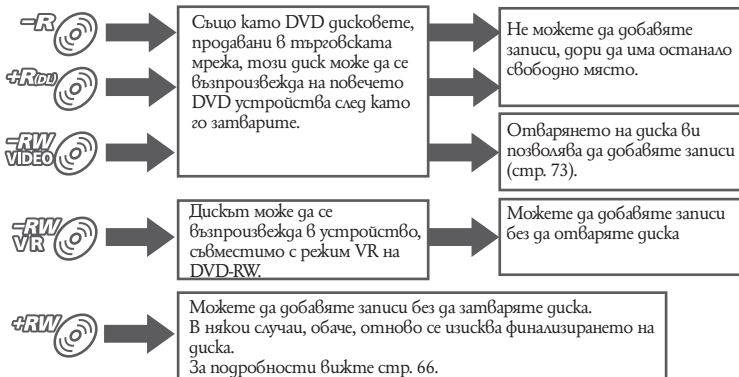 -R
Също като DVD дисковете,
продавани в търговската
мрежа, този диск може да се
възпроизвежда на повечето
DVD устройства след като
го затварите.
Не можете да добавяте
записи, дори да има останало
свободно място.
+R(DL)
-RW
VIDEO
Отварянето на диска ви
позволява да добавяте записи
(стр. 73).
-RW
VR
Дискът може да се
възпроизвежда в устройство,
съвместимо с режим VR на
DVD-RW.
Можете да добавяте записи
без да отваряте диска
+RW
Можете да добавяте записи без да затваряте диска.
В някои случаи, обаче, отново се изисква финализирането на
диска.
За подробности вижте стр. 66.